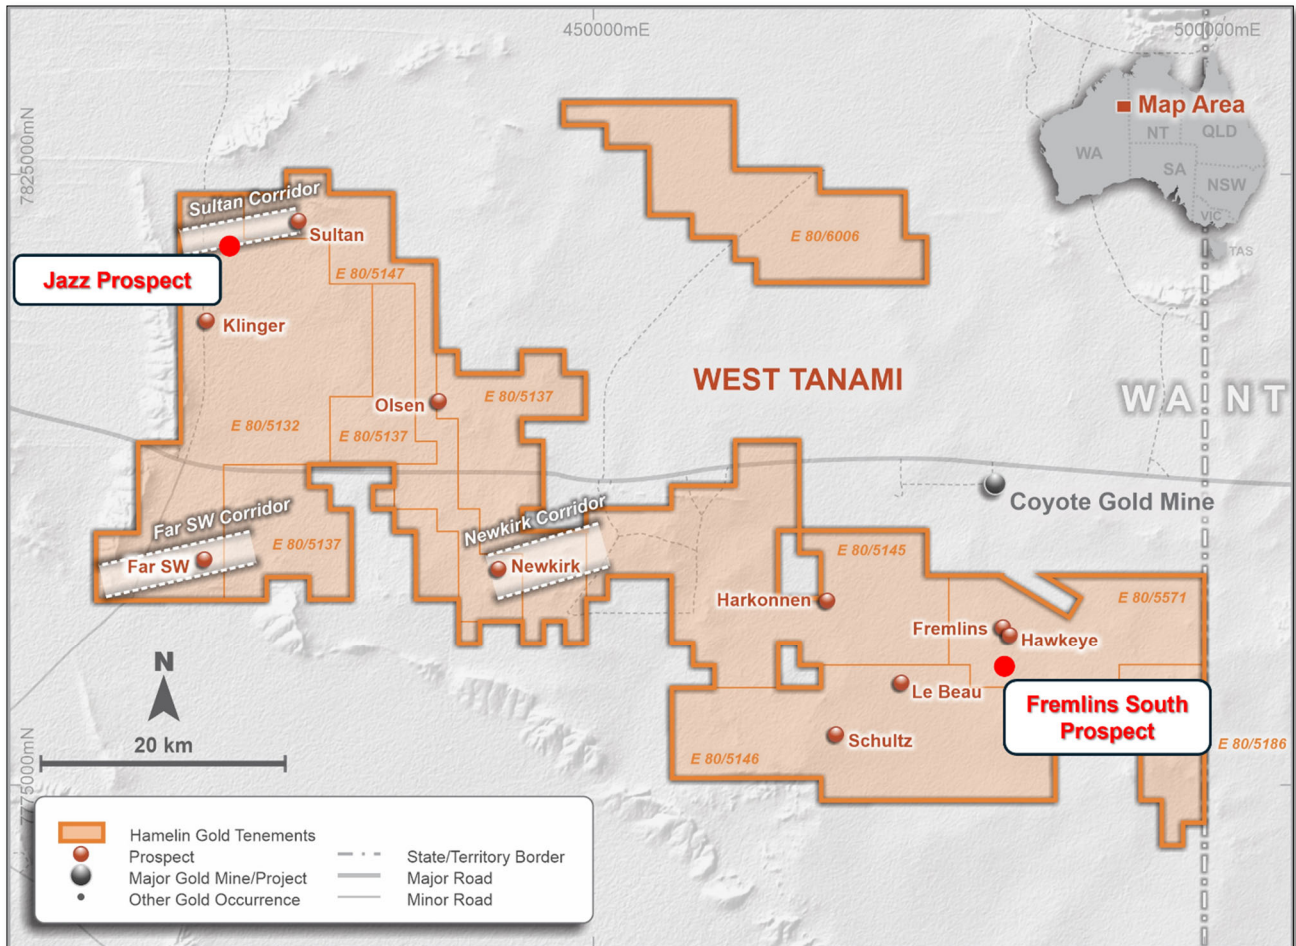 450000mE
500000mE
7825000mN
7775000mN
Map Area
WA
NT
QLD
SA
NSW
VIC
TAS
Sultan Corridor
Sultan
Jazz Prospect
E 80/5147
E 80/6006
Klinger
WEST TANAMI
WA NT
Olsen
E 80/5137
E 80/5132
E 80/5137
Coyote Gold Mine
Far SW Corridor
Newkirk Corridor
E 80/5137
E 80/5145
Far SW
Newkirk
Harkonnen
E 80/5571
Fremlins
Hawkeye
Le Beau
Fremlins South
Prospect
Schultz
E 80/5146
E 80/5186
N
20 km
Hamelin Gold Tenements
Prospect
Major Gold Mine/Project
Other Gold Occurrence
State/Territory Border
Major Road
Minor Road